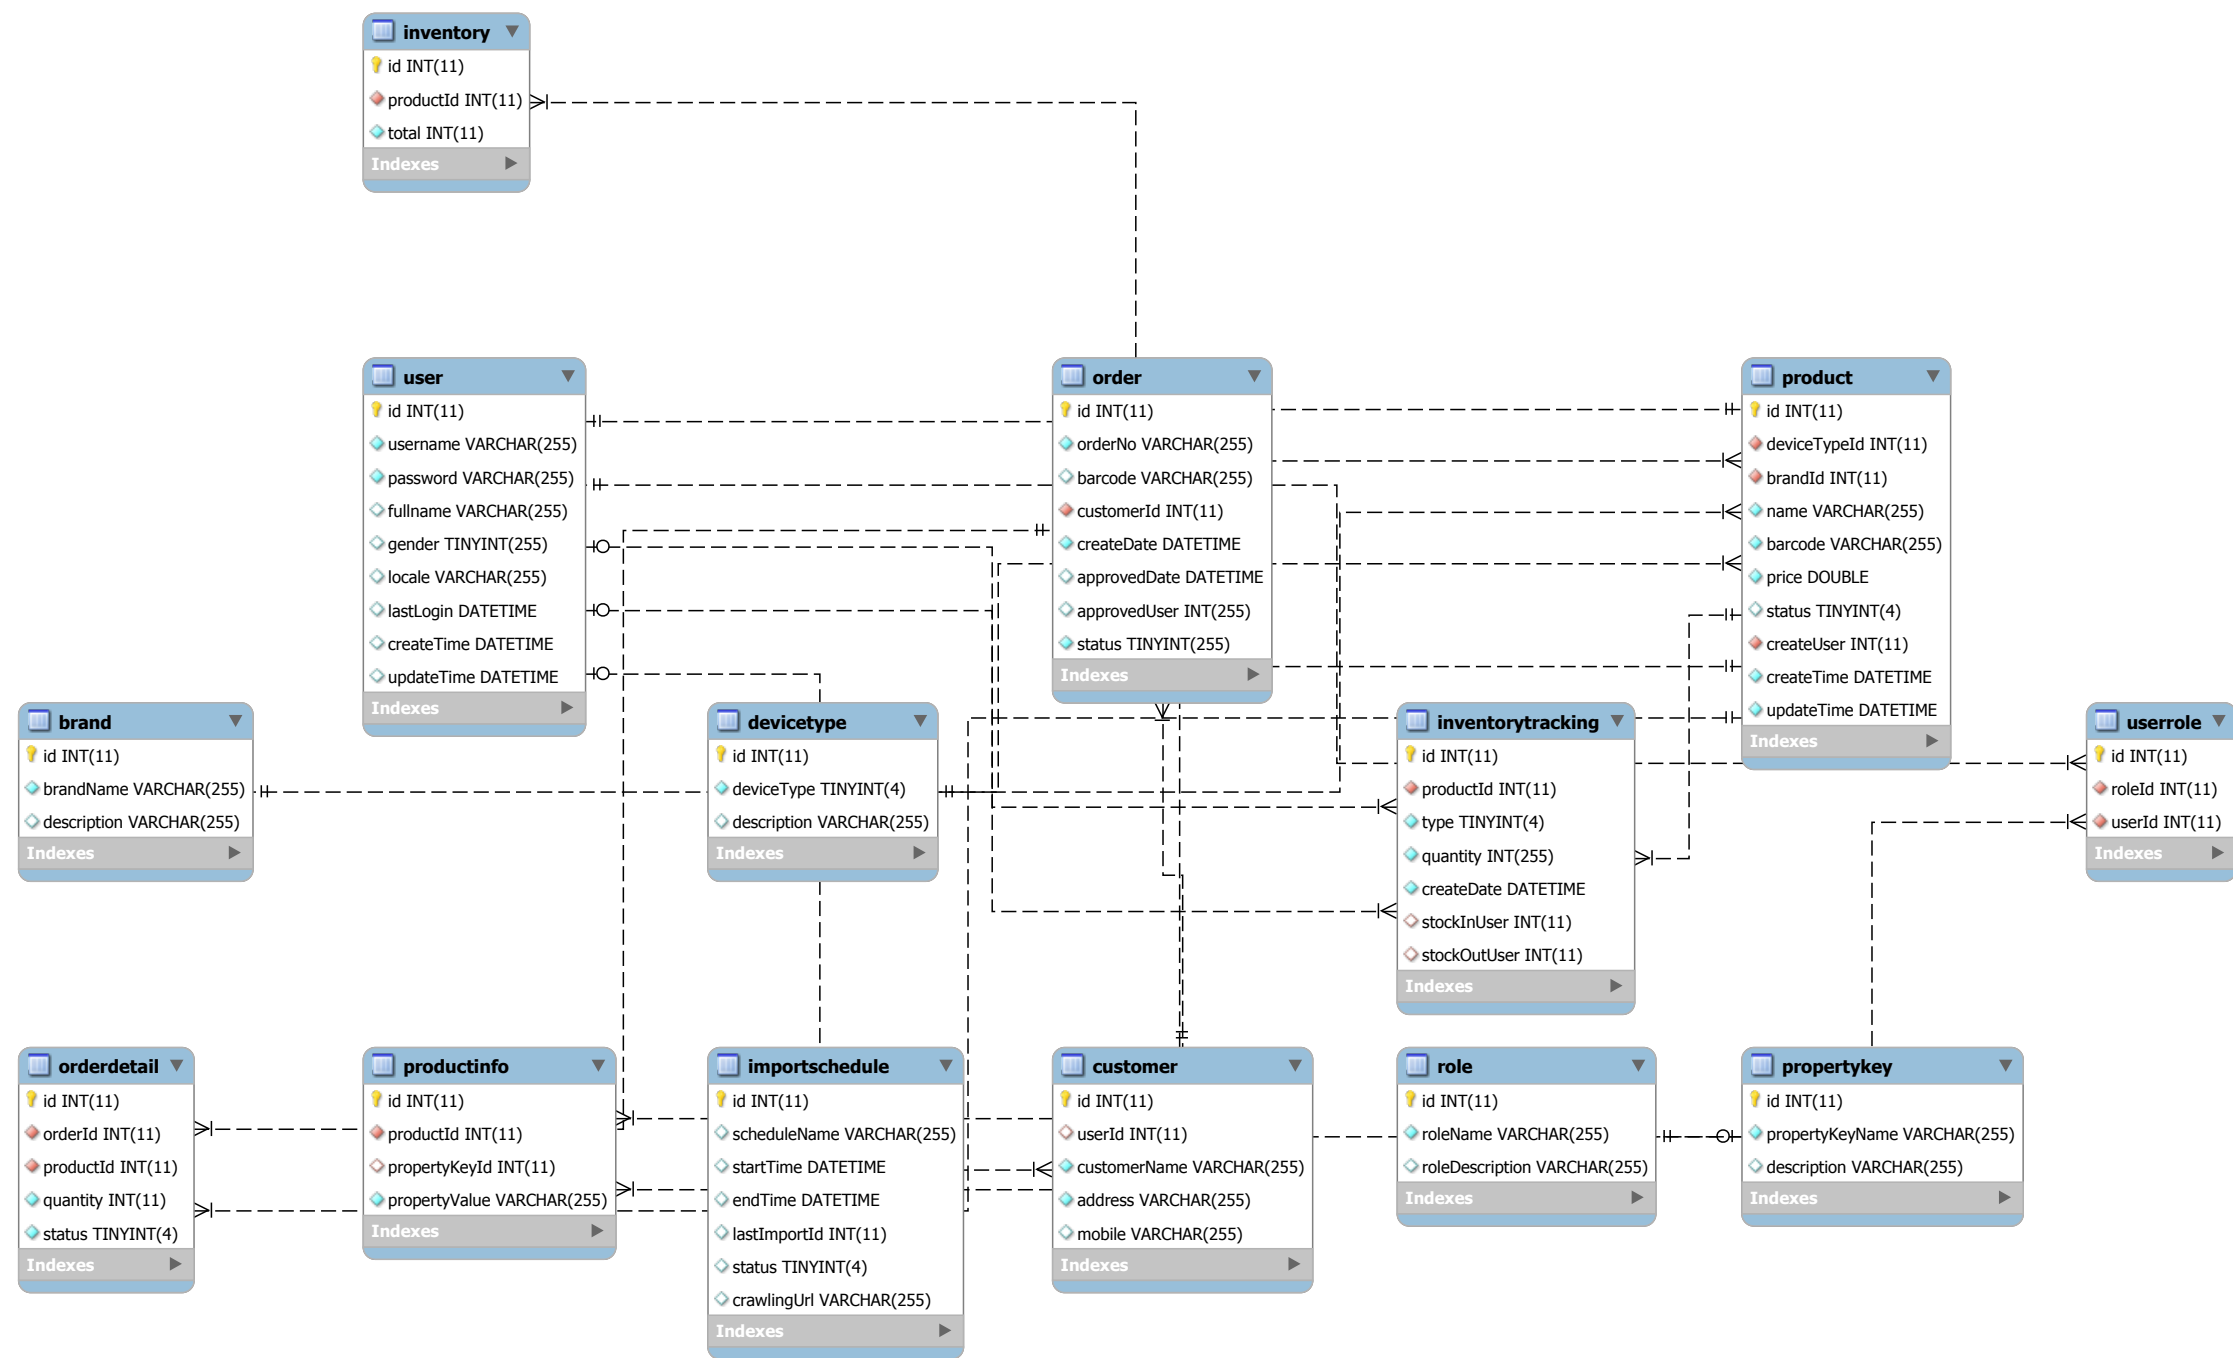 inventory
id INT(11)
productId INT(11)
total INT(11)
Indexes
user
id INT(11)
username VARCHAR(255)
password VARCHAR(255)
fullname VARCHAR(255)
gender TINYINT(255)
locale VARCHAR(255)
lastLogin DATETIME
createTime DATETIME
updateTime DATETIME
Indexes
order
id INT(11)
orderNo VARCHAR(255)
barcode VARCHAR(255)
customerId INT(11)
createDate DATETIME
approvedDate DATETIME
approvedUser INT(255)
status TINYINT(255)
Indexes
product
id INT(11)
deviceTypeId INT(11)
brandId INT(11)
name VARCHAR(255)
barcode VARCHAR(255)
price DOUBLE
status TINYINT(4)
createUser INT(11)
createTime DATETIME
updateTime DATETIME
Indexes
brand
id INT(11)
brandName VARCHAR(255)
description VARCHAR(255)
Indexes
devicetype
id INT(11)
deviceType TINYINT(4)
description VARCHAR(255)
Indexes
inventorytracking
id INT(11)
productId INT(11)
type TINYINT(4)
quantity INT(255)
createDate DATETIME
stockInUser INT(11)
stockOutUser INT(11)
Indexes
userrole
id INT(11)
roleId INT(11)
userId INT(11)
Indexes
orderdetail
id INT(11)
orderId INT(11)
productId INT(11)
quantity INT(11)
status TINYINT(4)
Indexes
productinfo
id INT(11)
productId INT(11)
propertyKeyId INT(11)
propertyValue VARCHAR(255)
Indexes
importschedule
id INT(11)
scheduleName VARCHAR(255)
startTime DATETIME
endTime DATETIME
lastImportId INT(11)
status TINYINT(4)
crawlingUrl VARCHAR(255)
Indexes
customer
id INT(11)
userId INT(11)
customerName VARCHAR(255)
address VARCHAR(255)
mobile VARCHAR(255)
Indexes
role
id INT(11)
roleName VARCHAR(255)
roleDescription VARCHAR(255)
Indexes
propertykey
id INT(11)
propertyKeyName VARCHAR(255)
description VARCHAR(255)
Indexes